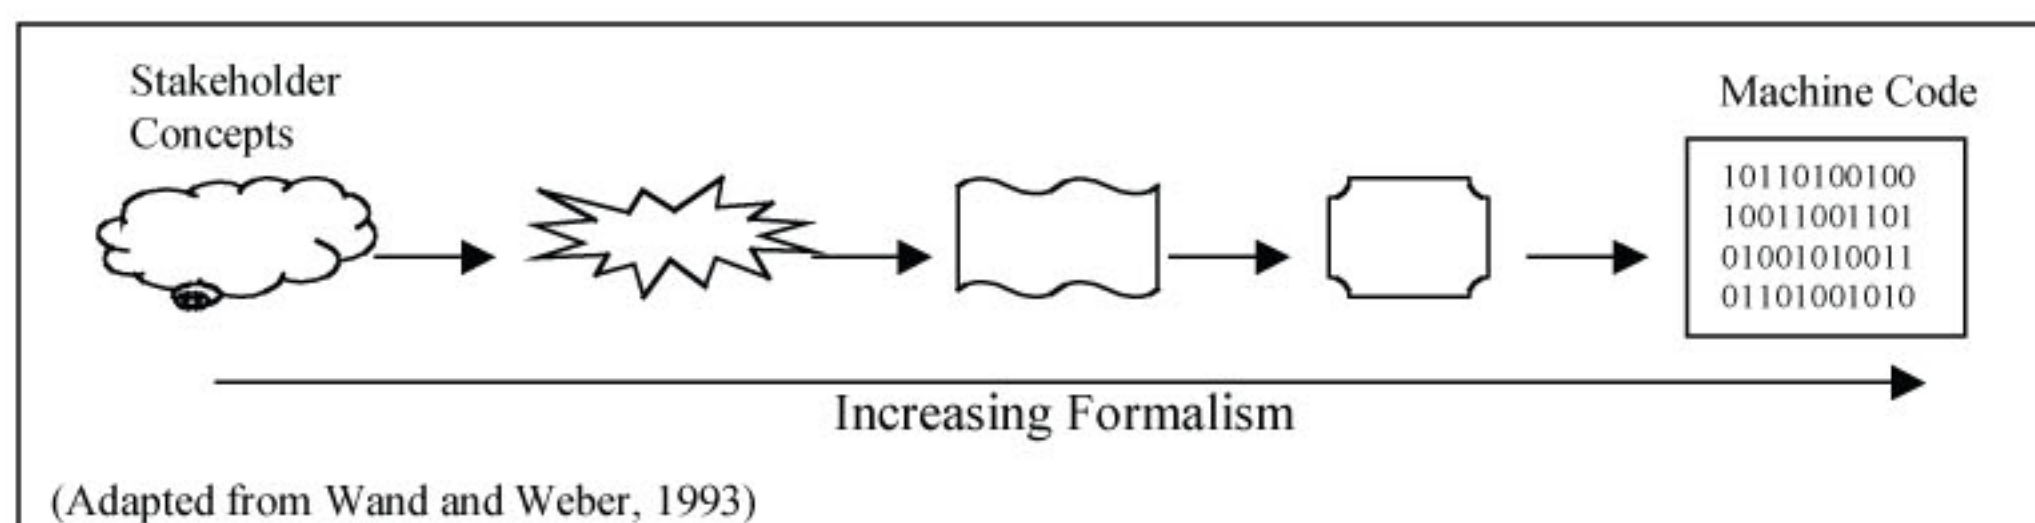 Stakeholder
Concepts
Machine Code
10110100100
10011001101
01001010011
01101001010
Increasing Formalism
(Adapted from Wand and Weber, 1993)